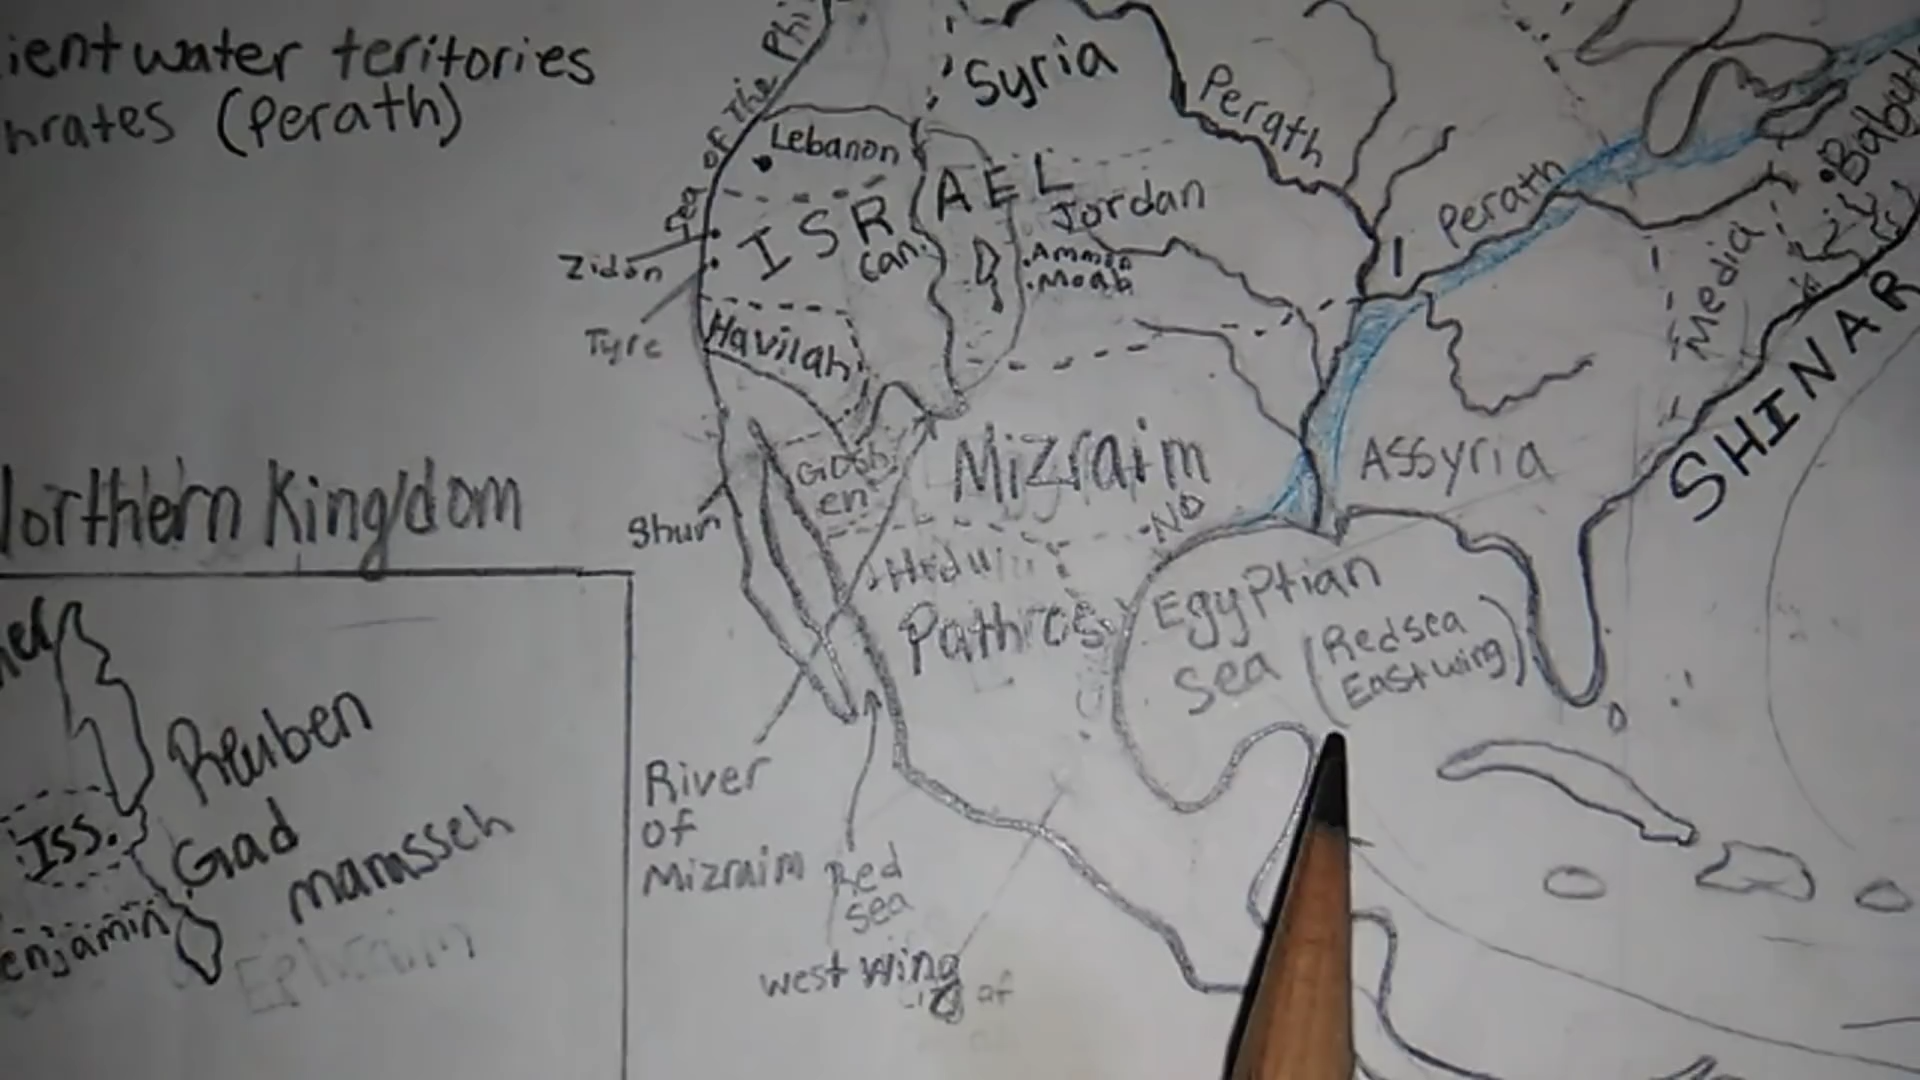 ient water teritories
hrates (Perath)
Sea of The Phi
Syria
Perath
Lebanon
ISRAEL
Can.
Jordan
.Ammon
.Moab
Perath
Media
SHINAR
Zidon
Tyre
Havilah
Goshen
Shur
Mizraim
.NO
Assyria
Pathros
Egyptian
Sea
(Redsea
East wing)
Northern Kingdom
Reuben
Gad
manasseh
ISS.
enjamin
Ephraim
River
of
Mizraim
Red
sea
west wing
of